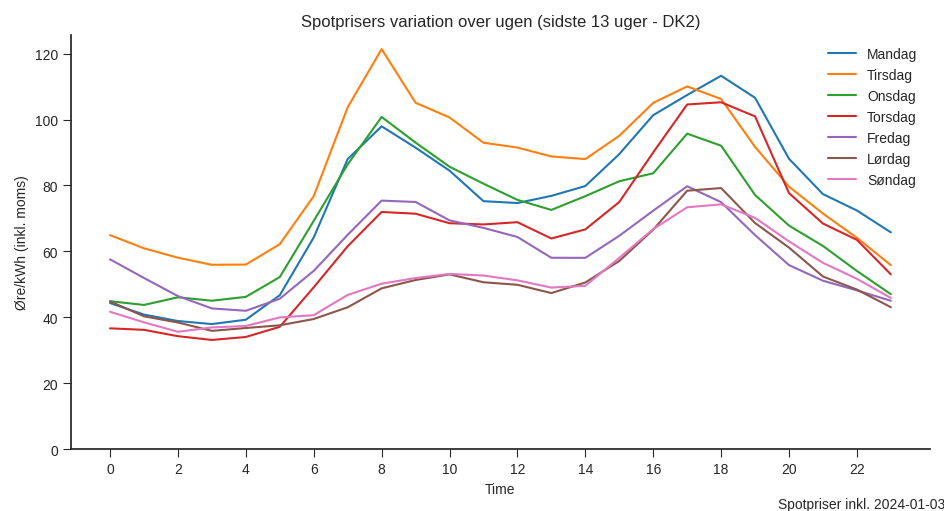 Spotprisers variation over ugen (sidste 13 uger - DK2)
Øre/kWh (inkl. moms)
120
100
80
60
40
20
0
0 2 4 6 8 10 12 14 16 18 20 22
Time
Mandag
Tirsdag
Onsdag
Torsdag
Fredag
Lørdag
Søndag
Spotpriser inkl. 2024-01-03